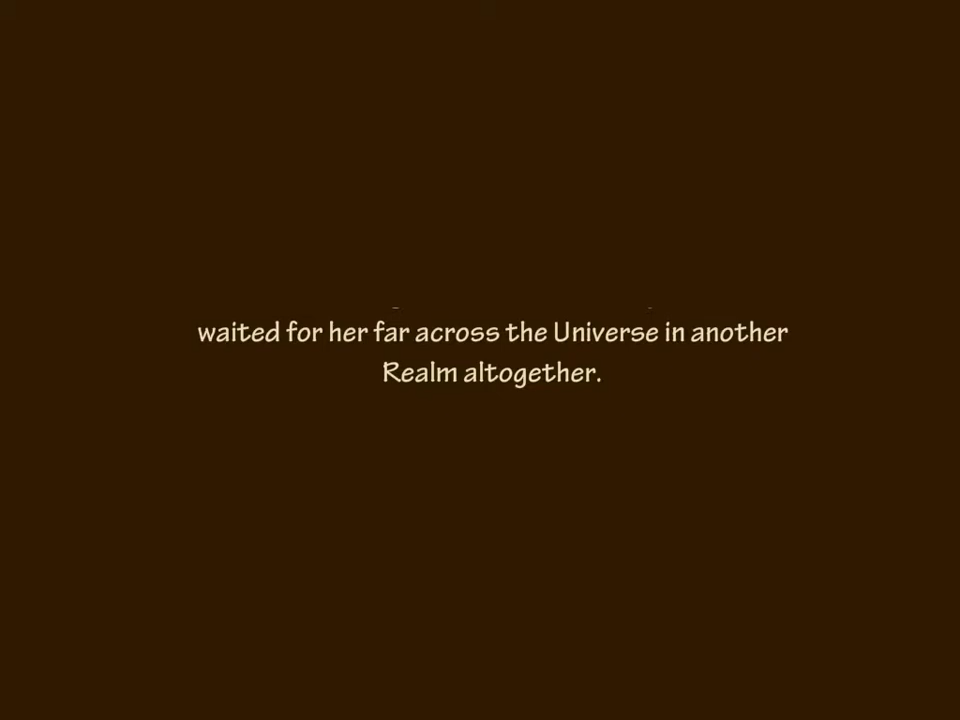 waited for her far across the Universe in another
Realm altogether.